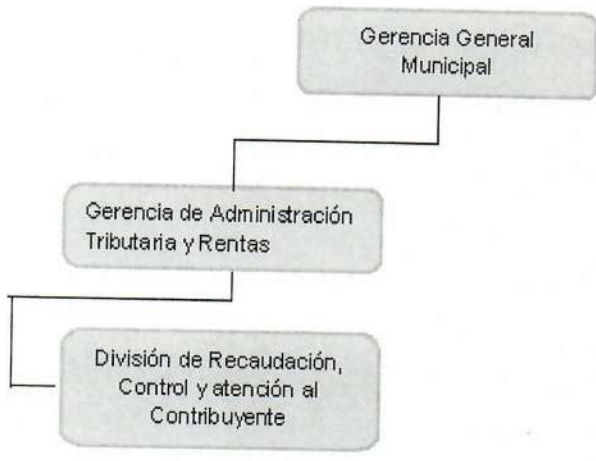 Gerencia General
Municipal
Gerencia de Administración
Tributaria y Rentas
División de Recaudación,
Control y atención al
Contribuyente